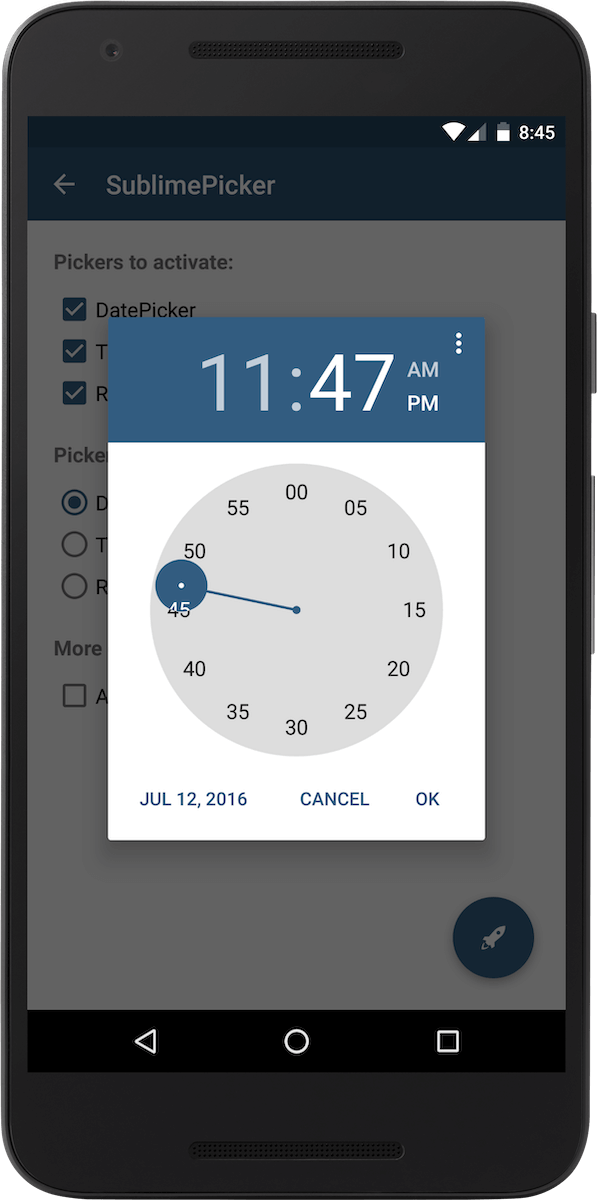 8:45
SublimePicker
Pickers to activate:
DatePicker
T
R
11:47
AM
PM
Picke
D
T
R
More
A
00
55
05
50
10
45
15
40
20
35
25
30
JUL 12, 2016
CANCEL
OK